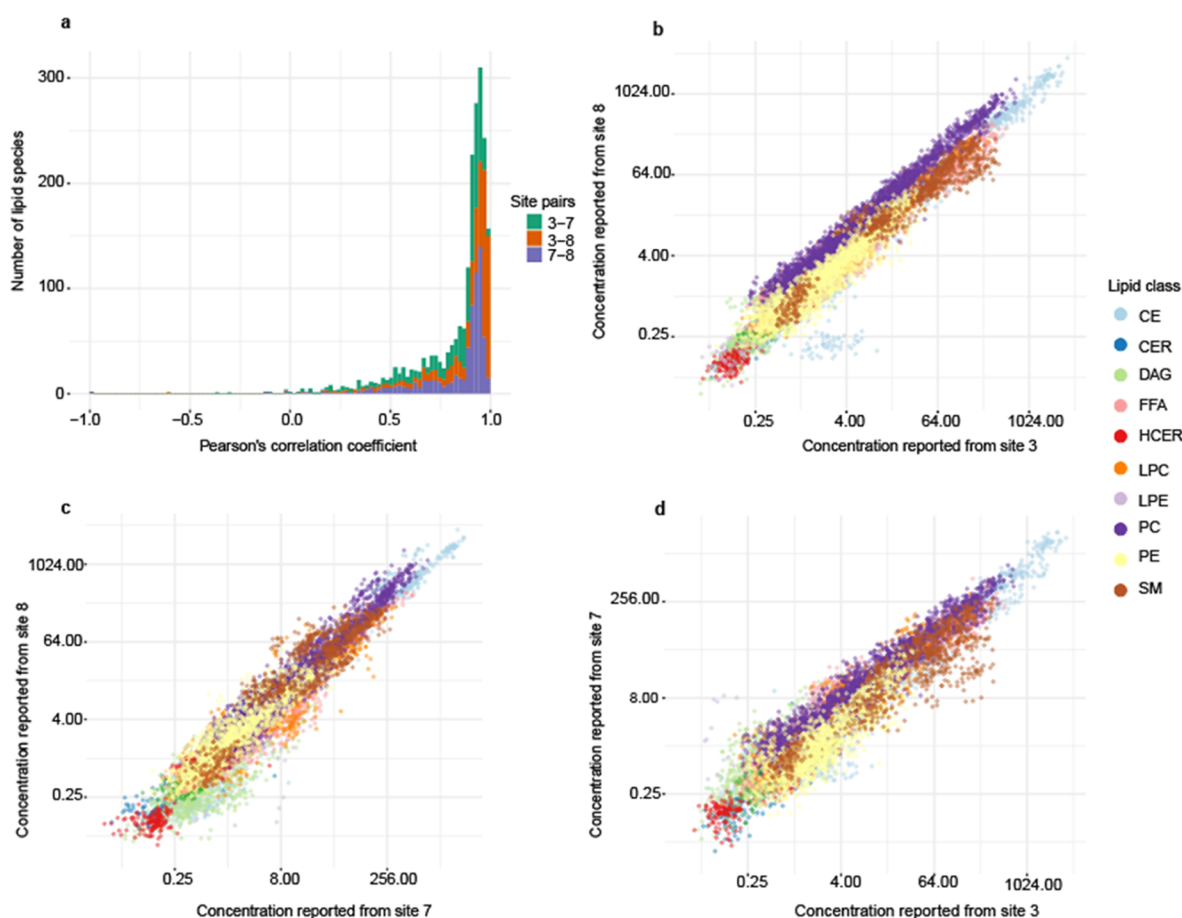 a
300
200
100
0
−1.0
−0.5
0.0
0.5
1.0
Number of lipid species
Pearson's correlation coefficient
Site pairs
3−7
3−8
7−8
b
1024.00
64.00
4.00
0.25
0.25
4.00
64.00
1024.00
Concentration reported from site 8
Concentration reported from site 3
Lipid class
CE
CER
DAG
FFA
HCER
LPC
LPE
PC
PE
SM
c
1024.00
64.00
4.00
0.25
0.25
8.00
256.00
Concentration reported from site 8
Concentration reported from site 7
d
256.00
8.00
0.25
0.25
4.00
64.00
1024.00
Concentration reported from site 7
Concentration reported from site 3